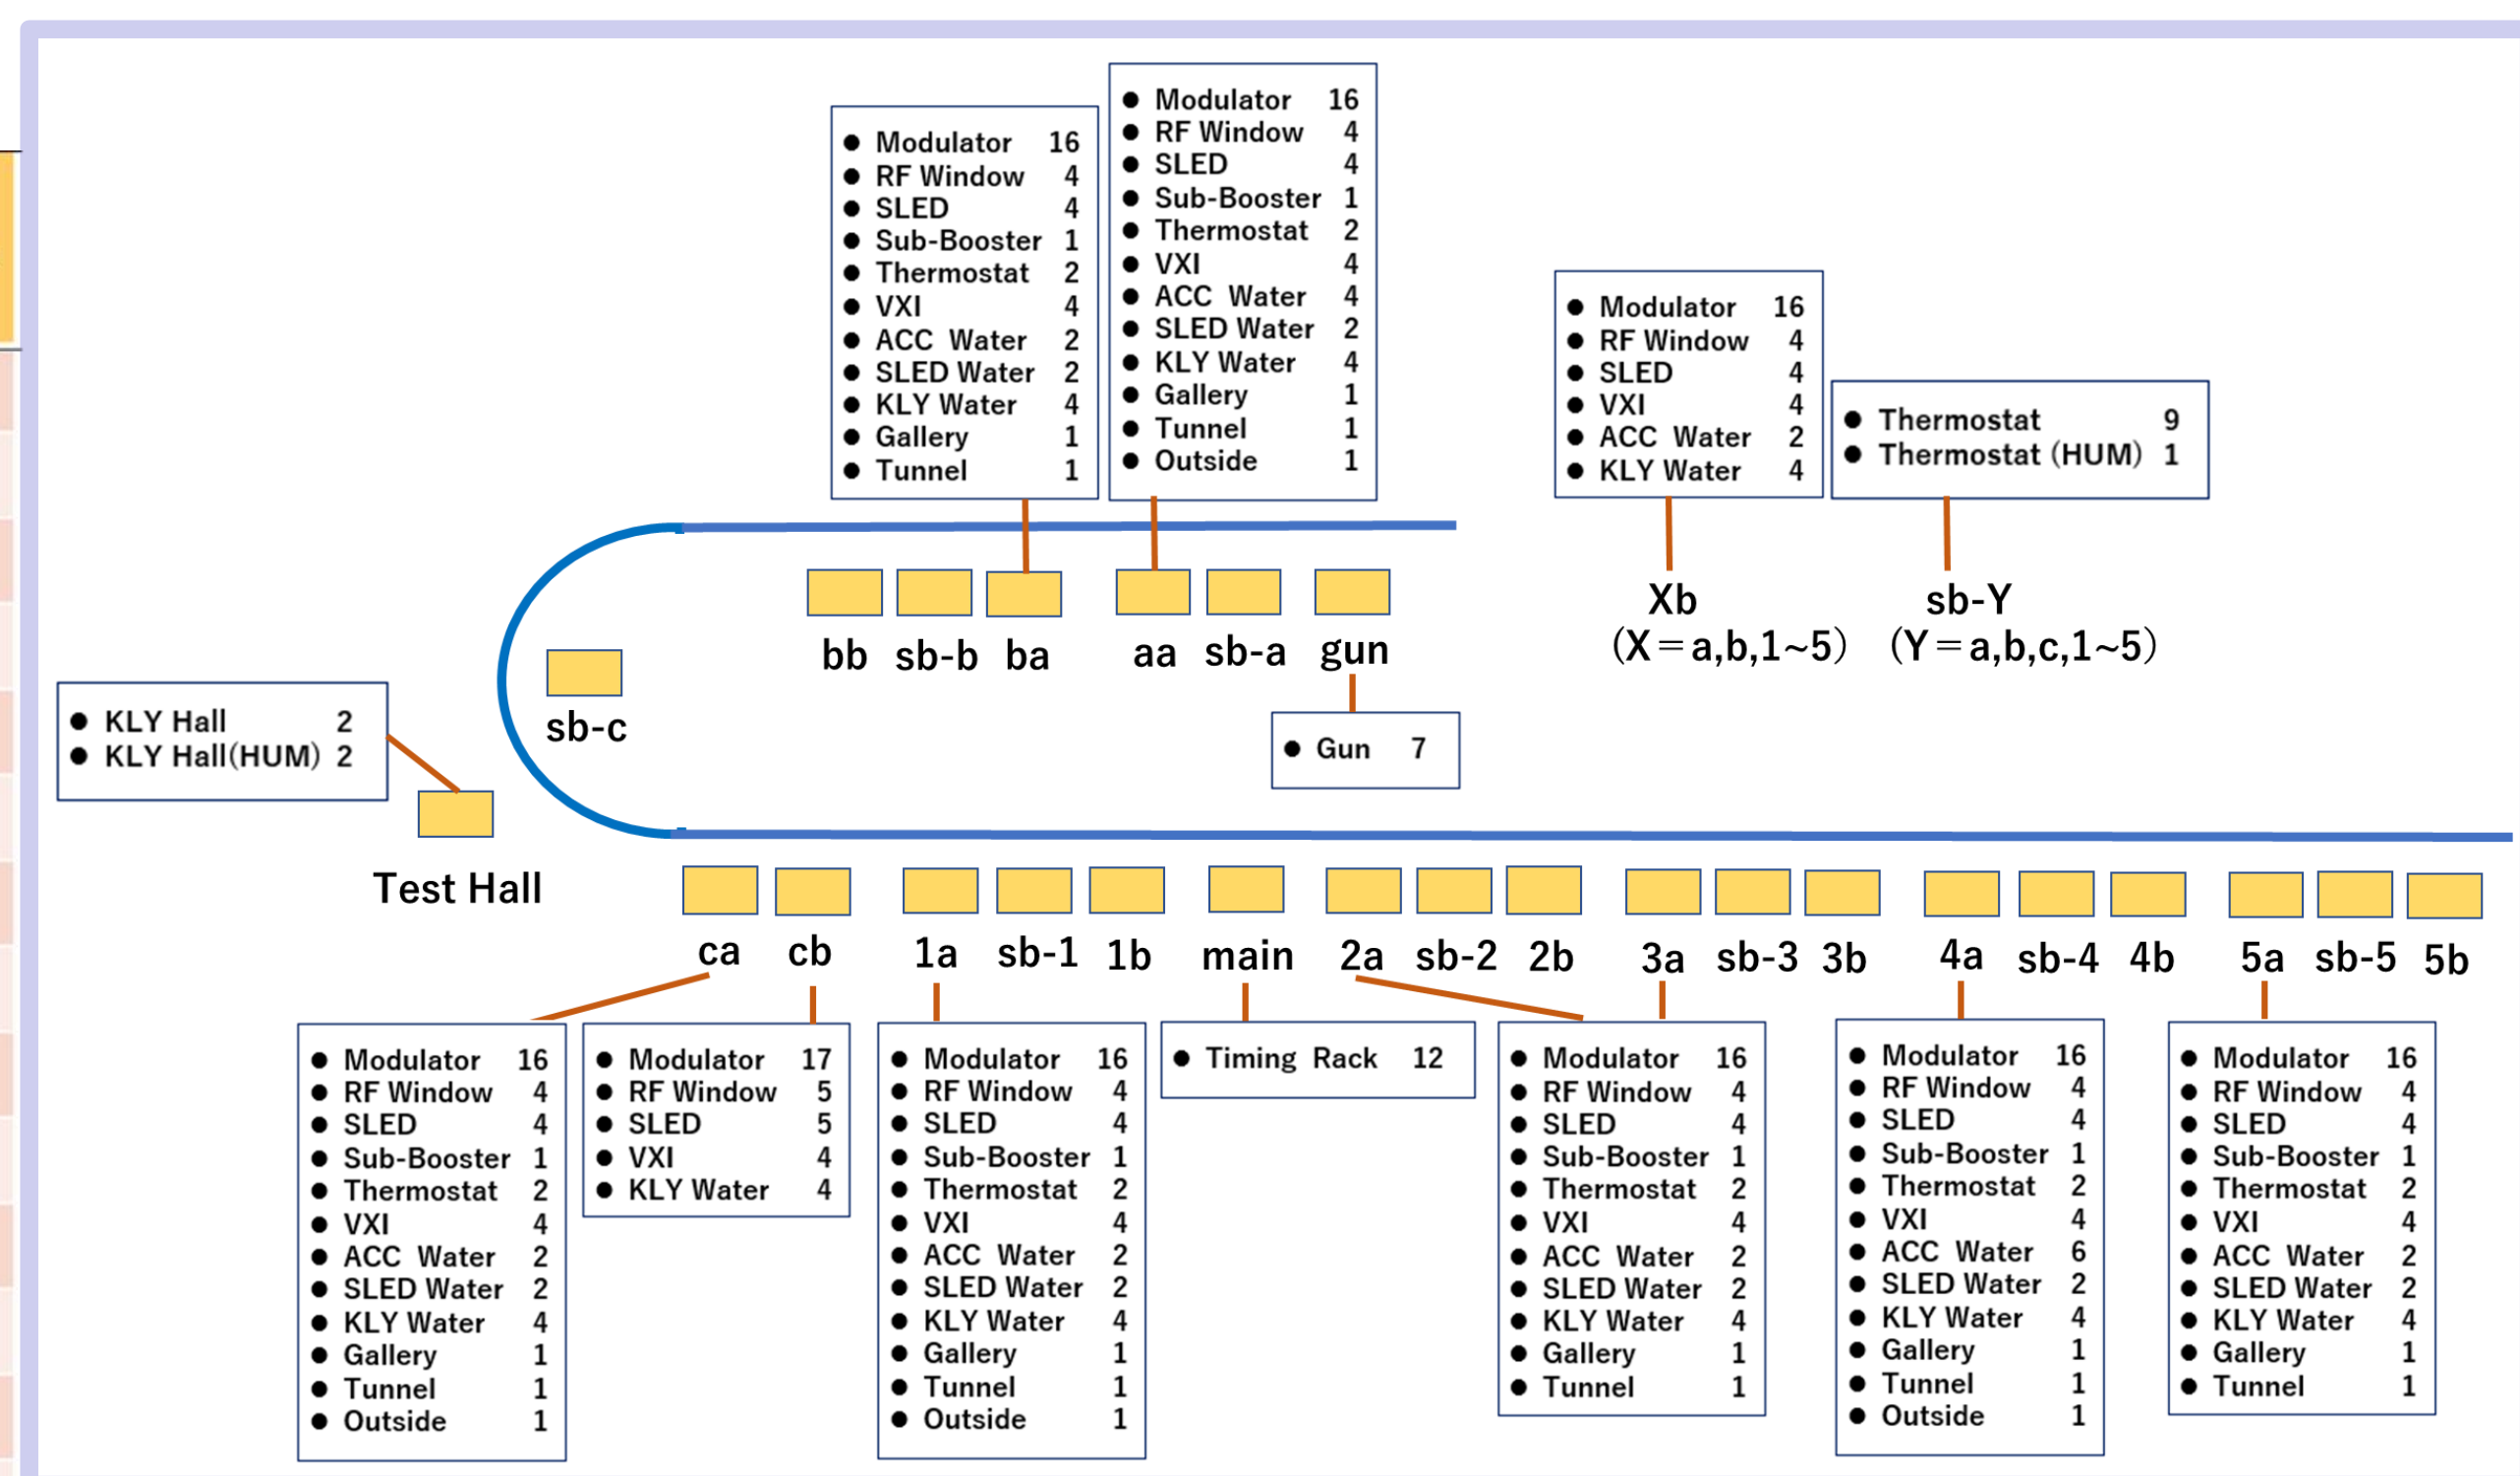 ● Modulator 16
● RF Window 4
● SLED 4
● Sub-Booster 1
● Thermostat 2
● VXI 4
● ACC Water 2
● SLED Water 2
● KLY Water 4
● Gallery 1
● Tunnel 1
● Modulator 16
● RF Window 4
● SLED 4
● Sub-Booster 1
● Thermostat 2
● VXI 4
● ACC Water 4
● SLED Water 2
● KLY Water 4
● Gallery 1
● Tunnel 1
● Outside 1
● Modulator 16
● RF Window 4
● SLED 4
● VXI 4
● ACC Water 2
● KLY Water 4
● Thermostat 9
● Thermostat (HUM) 1
Xb
(X＝a,b,1~5)
sb-Y
(Y＝a,b,c,1~5)
bb sb-b ba aa sb-a gun
● Gun 7
sb-c
● KLY Hall 2
● KLY Hall(HUM) 2
Test Hall
ca cb 1a sb-1 1b main 2a sb-2 2b 3a sb-3 3b 4a sb-4 4b 5a sb-5 5b
● Modulator 16
● RF Window 4
● SLED 4
● Sub-Booster 1
● Thermostat 2
● VXI 4
● ACC Water 2
● SLED Water 2
● KLY Water 4
● Gallery 1
● Tunnel 1
● Outside 1
● Modulator 17
● RF Window 5
● SLED 5
● VXI 4
● KLY Water 4
● Modulator 16
● RF Window 4
● SLED 4
● Sub-Booster 1
● Thermostat 2
● VXI 4
● ACC Water 2
● SLED Water 2
● KLY Water 4
● Gallery 1
● Tunnel 1
● Outside 1
● Timing Rack 12
● Modulator 16
● RF Window 4
● SLED 4
● Sub-Booster 1
● Thermostat 2
● VXI 4
● ACC Water 2
● SLED Water 2
● KLY Water 4
● Gallery 1
● Tunnel 1
● Modulator 16
● RF Window 4
● SLED 4
● Sub-Booster 1
● Thermostat 2
● VXI 4
● ACC Water 6
● SLED Water 2
● KLY Water 4
● Gallery 1
● Tunnel 1
● Outside 1
● Modulator 16
● RF Window 4
● SLED 4
● Sub-Booster 1
● Thermostat 2
● VXI 4
● ACC Water 2
● SLED Water 2
● KLY Water 4
● Gallery 1
● Tunnel 1